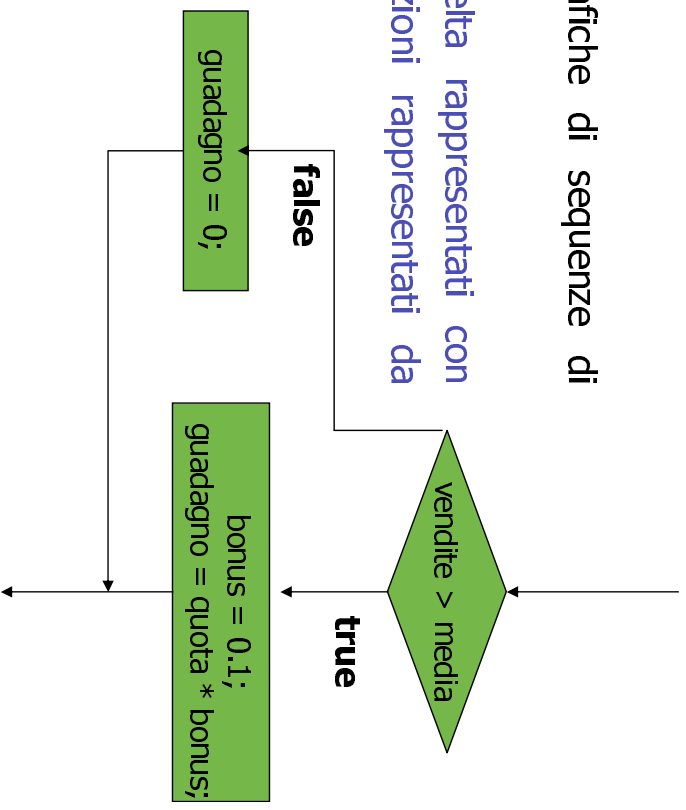 afiche di sequenze di
elta rappresentati con
zioni rappresentati da
vendite > media
true
false
guadagno = 0;
bonus = 0.1;
guadagno = quota * bonus;